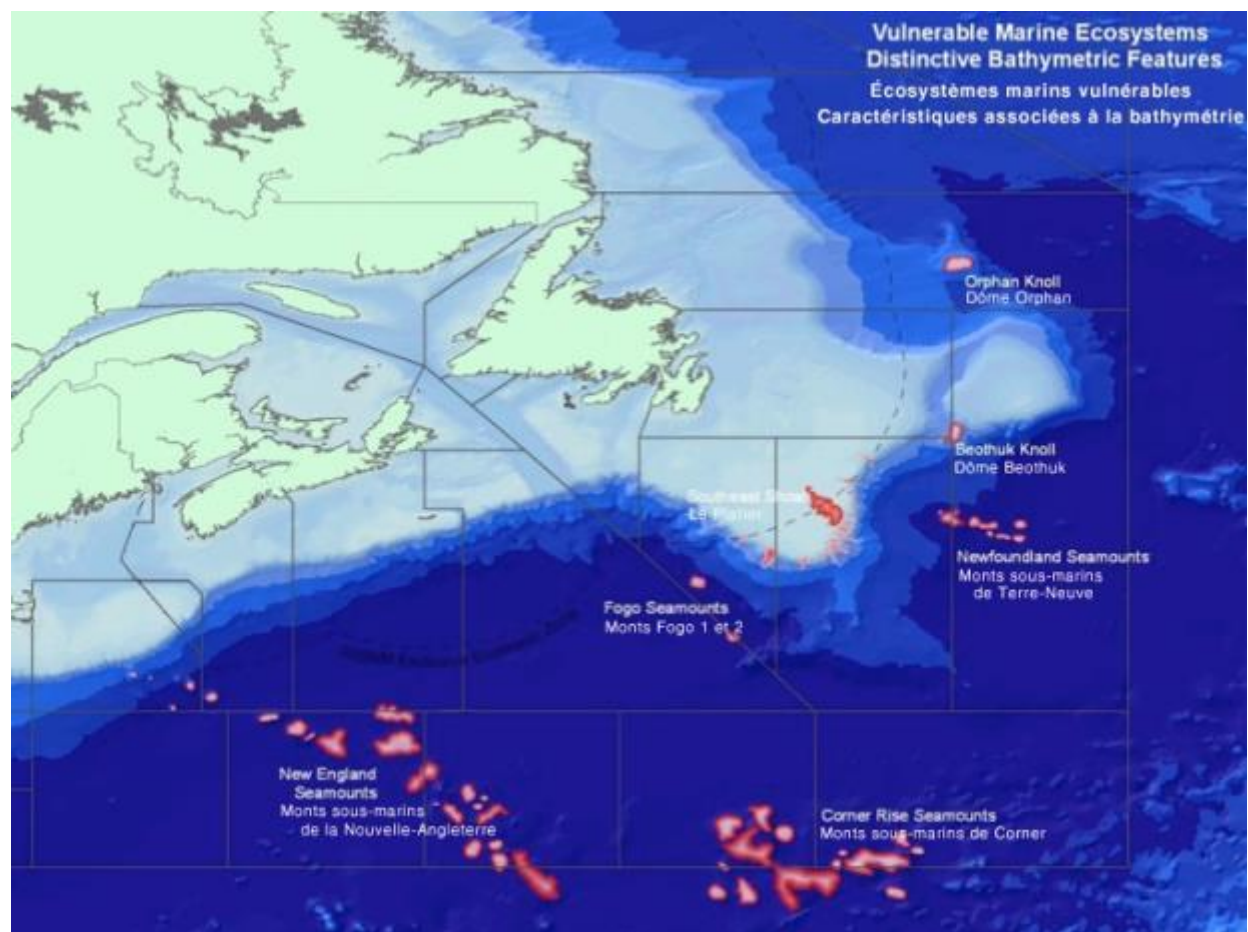 Vulnerable Marine Ecosystems
Distinctive Bathymetric Features
Écosystèmes marins vulnérables
Caractéristiques associées à la bathymétrie
Orphan Knoll
Dôme Orphan
Beothuk Knoll
Dôme Beothuk
Southeast Shoal
Le Platier
Newfoundland Seamounts
Monts sous-marins
de Terre-Neuve
Fogo Seamounts
Monts Fogo 1 et 2
New England
Seamounts
Monts sous-marins
de la Nouvelle-Angleterre
Corner Rise Seamounts
Monts sous-marins de Corner